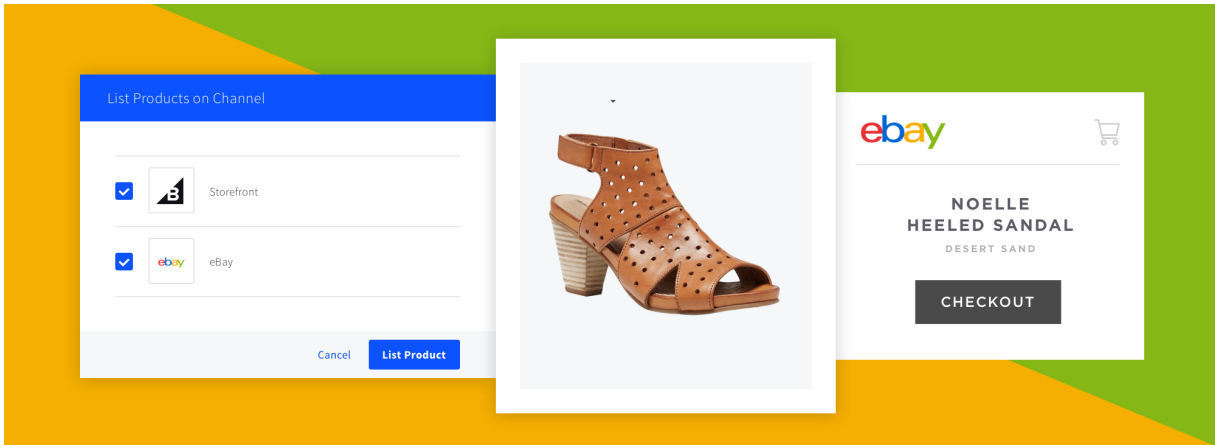 List Products on Channel
B
Storefront
ebay
eBay
Cancel
List Product
ebay
NOELLE
HEELED SANDAL
DESERT SAND
CHECKOUT